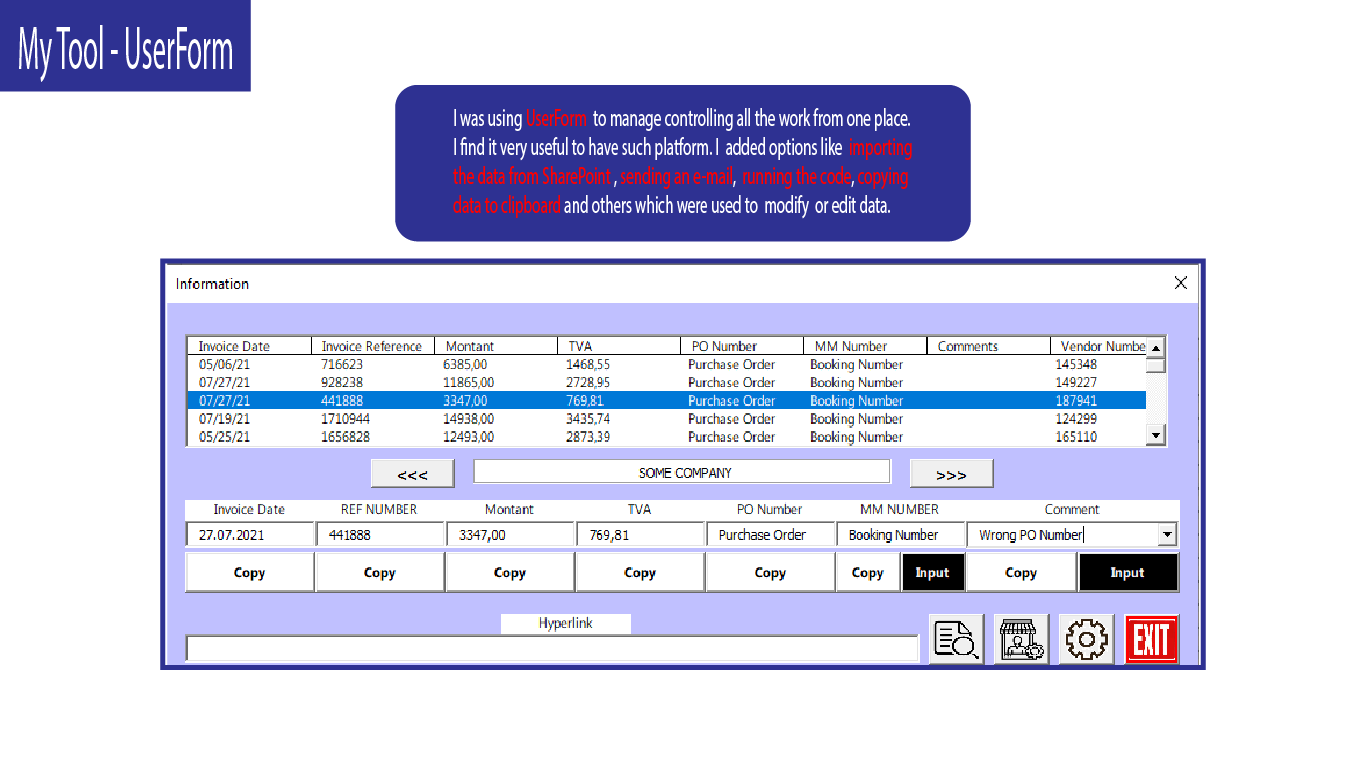 My Tool - UserForm
I was using UserForm to manage controlling all the work from one place.
I find it very useful to have such platform. I added options like importing
the data from SharePoint , sending an e-mail, running the code, copying
data to clipboard and others which were used to modify or edit data.
Information
Invoice Date Invoice Reference Montant TVA PO Number MM Number Comments Vendor Numbe
05/06/21 716623 6385,00 1468,55 Purchase Order Booking Number 145348
07/27/21 928238 11865,00 2728,95 Purchase Order Booking Number 149227
07/27/21 441888 3347,00 769,81 Purchase Order Booking Number 187941
07/19/21 1710944 14938,00 3435,74 Purchase Order Booking Number 124299
05/25/21 1656828 12493,00 2873,39 Purchase Order Booking Number 165110
<<< SOME COMPANY >>>
Invoice Date REF NUMBER Montant TVA PO Number MM NUMBER Comment
27.07.2021 441888 3347,00 769,81 Purchase Order Booking Number Wrong PO Number
Copy Copy Copy Copy Copy Copy Input Copy Input
Hyperlink
EXIT